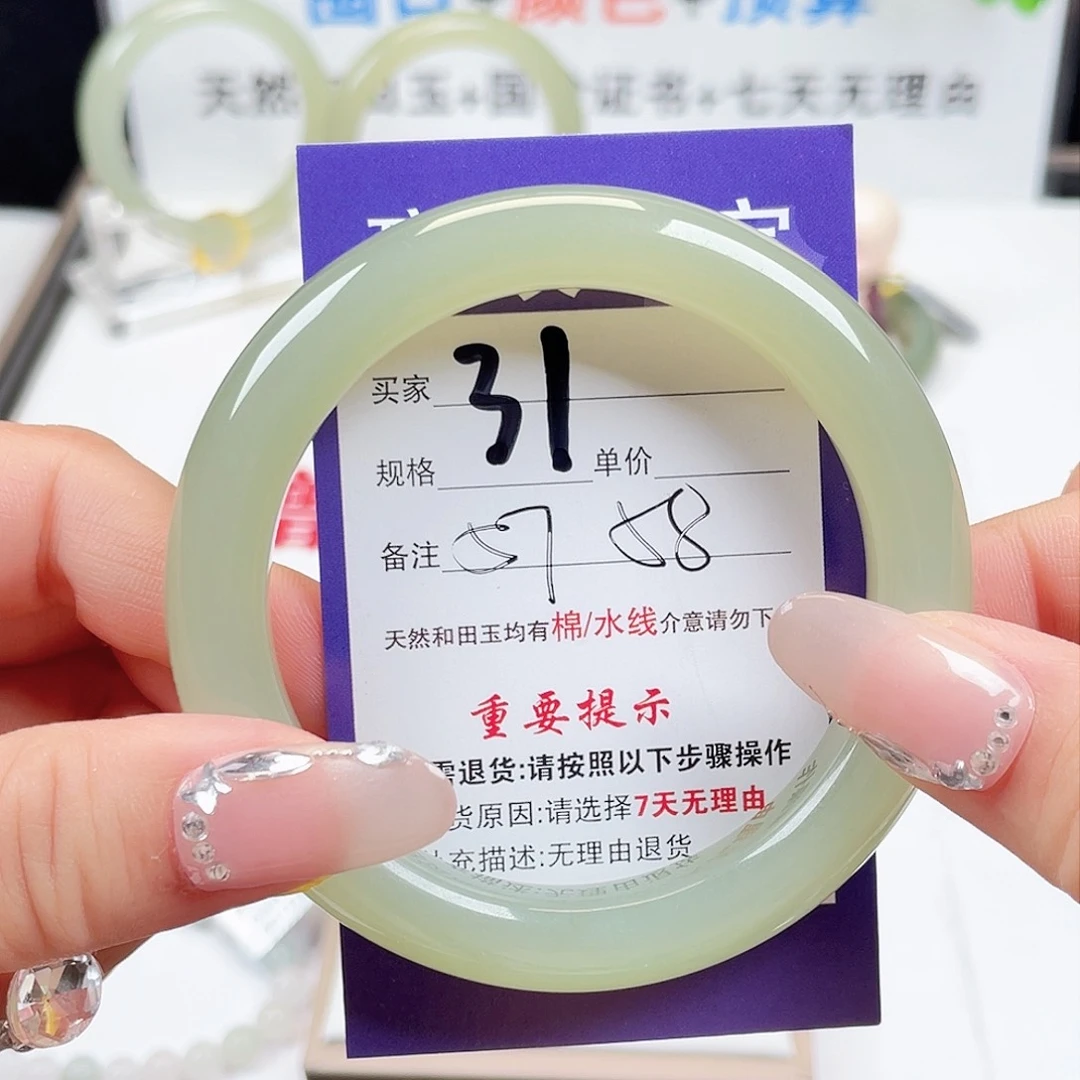 天然 玉+国 证书+七天无理由
买家 31
规格 单价
备注 57 58
天然和田玉均有棉/水线介意请勿下
重要提示
需退货:请按照以下步骤操作
货原因:请选择7天无理由
补充描述:无理由退货